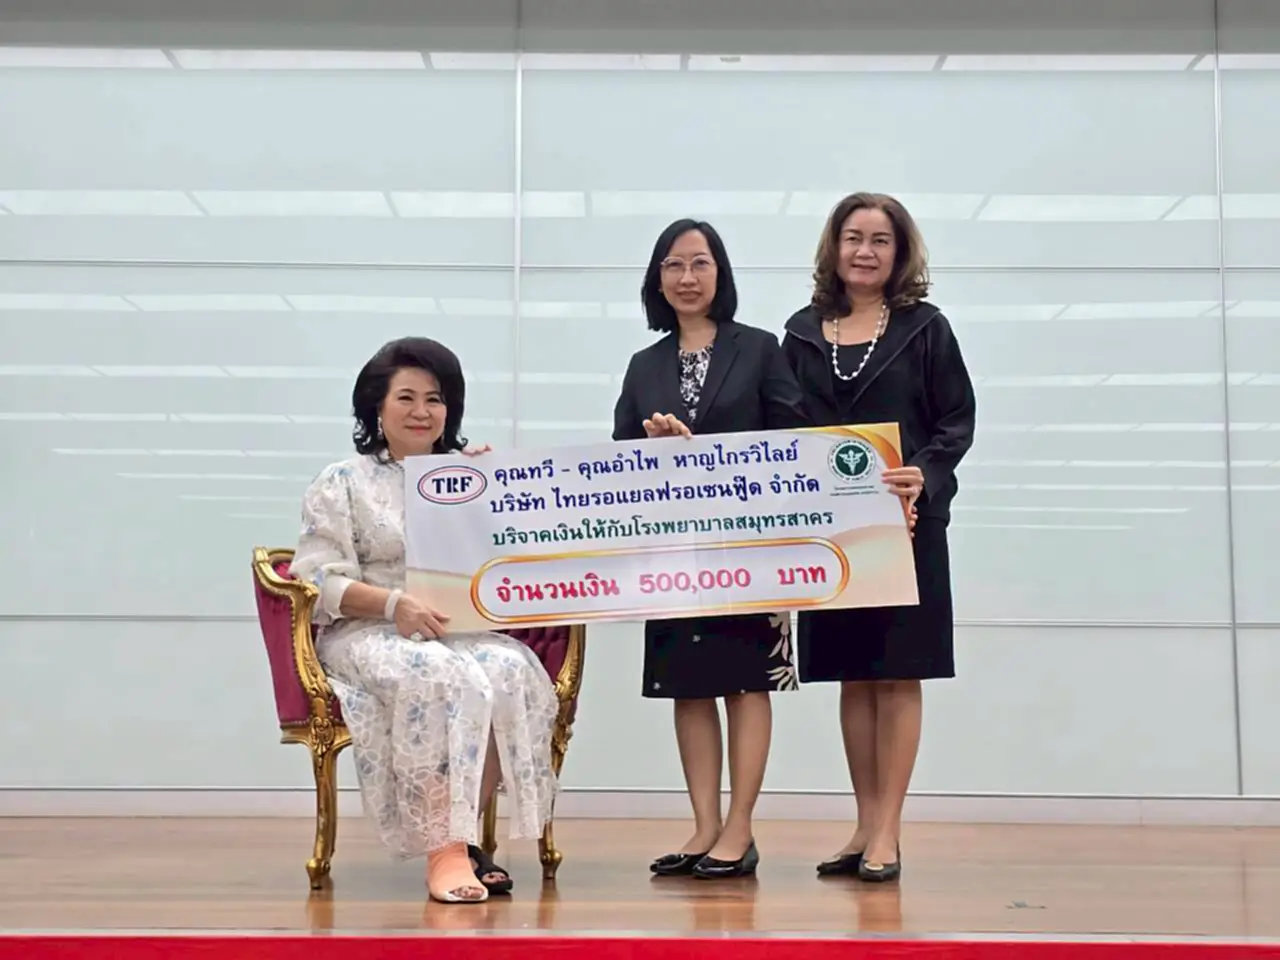 TRF
คุณทวี - คุณอำไพ หาญไกรวิไลย์
บริษัท ไทยรอแยลฟรอเซนฟู๊ด จำกัด
บริจาคเงินให้กับโรงพยาบาลสมุทรสาคร
จำนวนเงิน 500,000 บาท